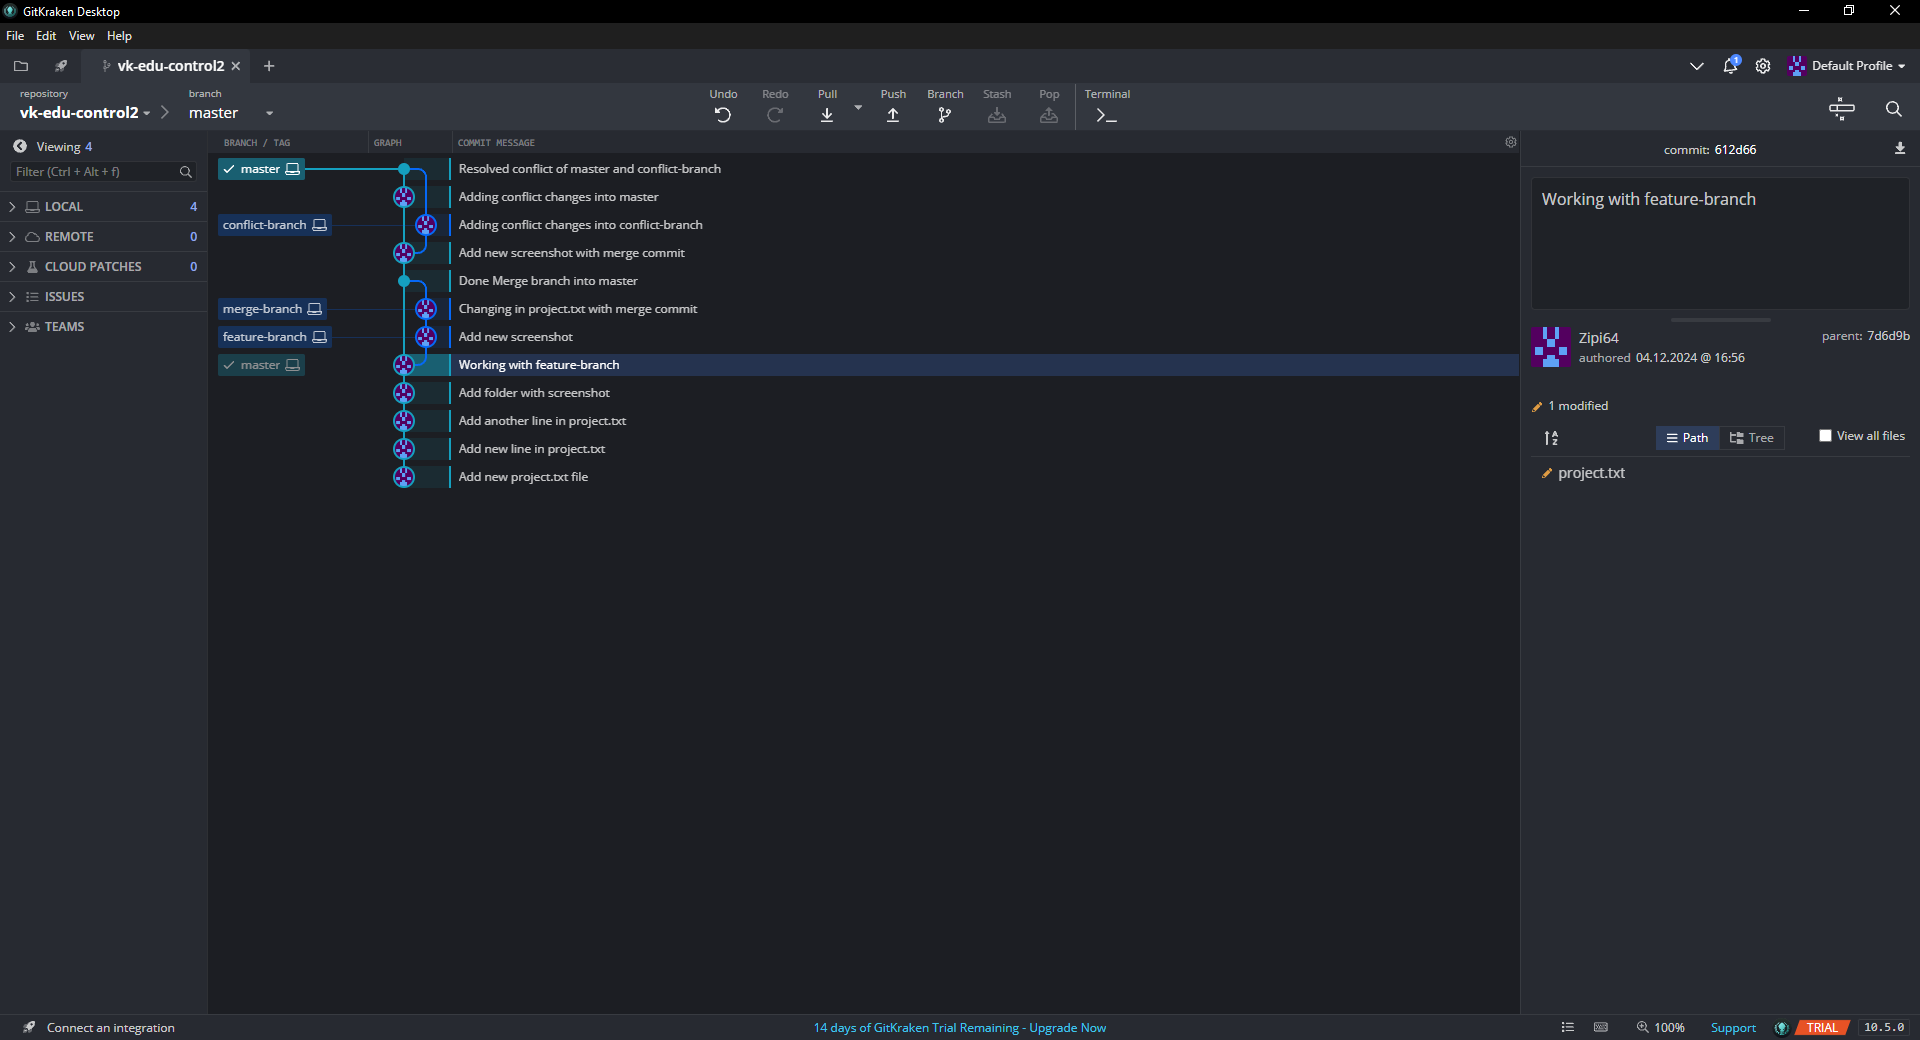 GitKraken Desktop
File Edit View Help
vk-edu-control2
1
Default Profile
repository
vk-edu-control2
branch
master
Undo
Redo
Pull
Push
Branch
Stash
Pop
Terminal
Viewing 4
Filter (Ctrl + Alt + f)
LOCAL 4
REMOTE 0
CLOUD PATCHES 0
ISSUES
TEAMS
BRANCH / TAG GRAPH COMMIT MESSAGE
master Resolved conflict of master and conflict-branch
Adding conflict changes into master
conflict-branch Adding conflict changes into conflict-branch
Add new screenshot with merge commit
Done Merge branch into master
merge-branch Changing in project.txt with merge commit
feature-branch Add new screenshot
master Working with feature-branch
Add folder with screenshot
Add another line in project.txt
Add new line in project.txt
Add new project.txt file
commit: 612d66
Working with feature-branch
Zipi64
authored 04.12.2024 @ 16:56
parent: 7d6d9b
1 modified
Path Tree View all files
project.txt
Connect an integration
14 days of GitKraken Trial Remaining - Upgrade Now
100% Support TRIAL 10.5.0